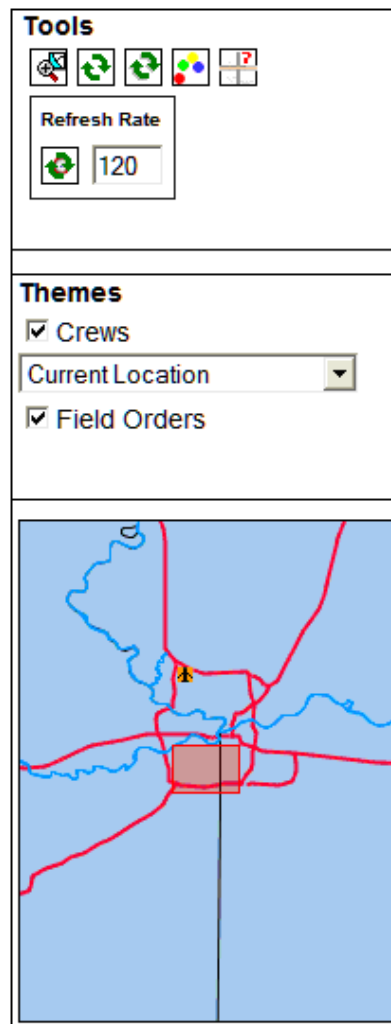 Tools
?
Refresh Rate
120
Themes
Crews
Current Location
Field Orders